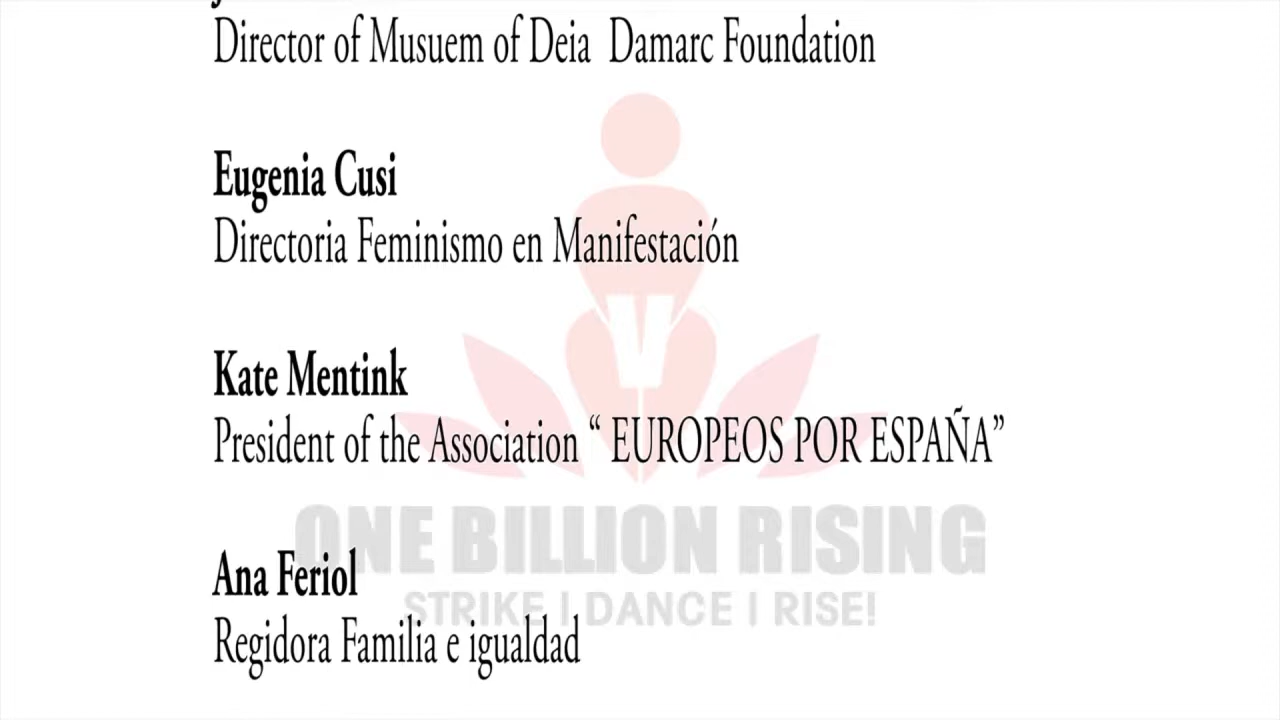 Director of Musuem of Deia  Damarc Foundation
Eugenia Cusi
Directoria Feminismo en Manifestación
Kate Mentink
President of the Association “ EUROPEOS POR ESPAÑA”
ONE BILLION RISING
Ana Feriol
STRIKE | DANCE | RISE!
Regidora Familia e igualdad